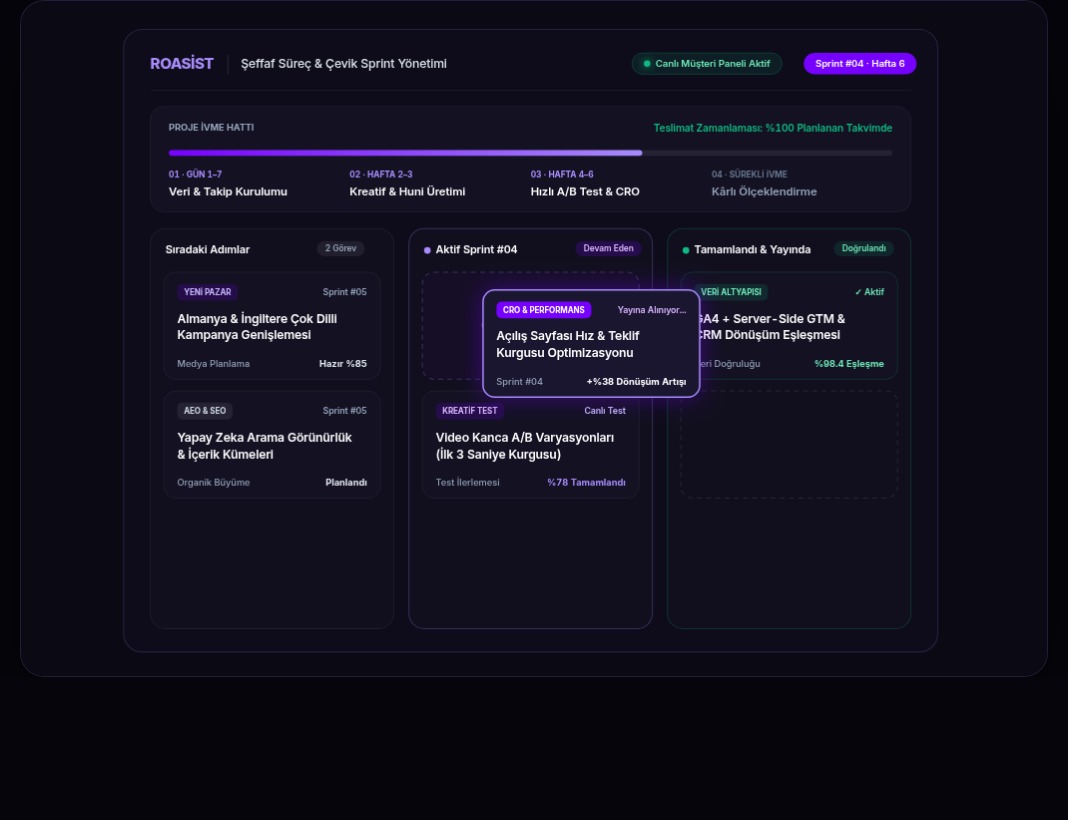 ROASİST
Şeffaf Süreç & Çevik Sprint Yönetimi
Canlı Müşteri Paneli Aktif
Sprint #04 · Hafta 6
PROJE İVME HATTI
Teslimat Zamanlaması: %100 Planlanan Takvimde
01 · GÜN 1–7
Veri & Takip Kurulumu
02 · HAFTA 2–3
Kreatif & Huni Üretimi
03 · HAFTA 4–6
Hızlı A/B Test & CRO
04 · SÜREKLİ İVME
Kârlı Ölçeklendirme
Sıradaki Adımlar
2 Görev
YENİ PAZAR
Sprint #05
Almanya & İngiltere Çok Dilli
Kampanya Genişlemesi
Medya Planlama
Hazır %85
AEO & SEO
Sprint #05
Yapay Zeka Arama Görünürlük
& İçerik Kümeleri
Organik Büyüme
Planlandı
Aktif Sprint #04
Devam Eden
CRO & PERFORMANS
Yayına Alınıyor...
Açılış Sayfası Hız & Teklif
Kurgusu Optimizasyonu
Sprint #04
+%38 Dönüşüm Artışı
KREATİF TEST
Canlı Test
Video Kanca A/B Varyasyonları
(İlk 3 Saniye Kurgusu)
Test İlerlemesi
%78 Tamamlandı
Tamamlandı & Yayında
Doğrulandı
VERİ ALTYAPISI
✓ Aktif
GA4 + Server-Side GTM &
CRM Dönüşüm Eşleşmesi
Veri Doğruluğu
%98.4 Eşleşme